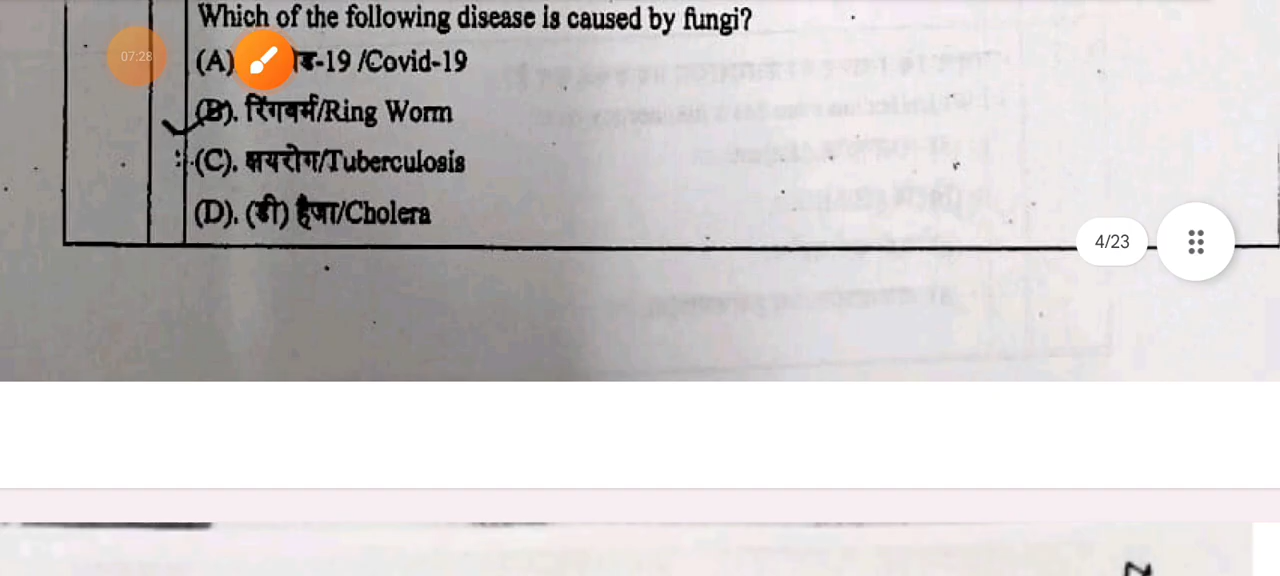 Which of the following disease is caused by fungi?
07:28
(A) ड-19 /Covid-19
(B). रिंगवर्म/Ring Worm
(C). क्षयरोग/Tuberculosis
(D). (डी) हैजा/Cholera
4/23